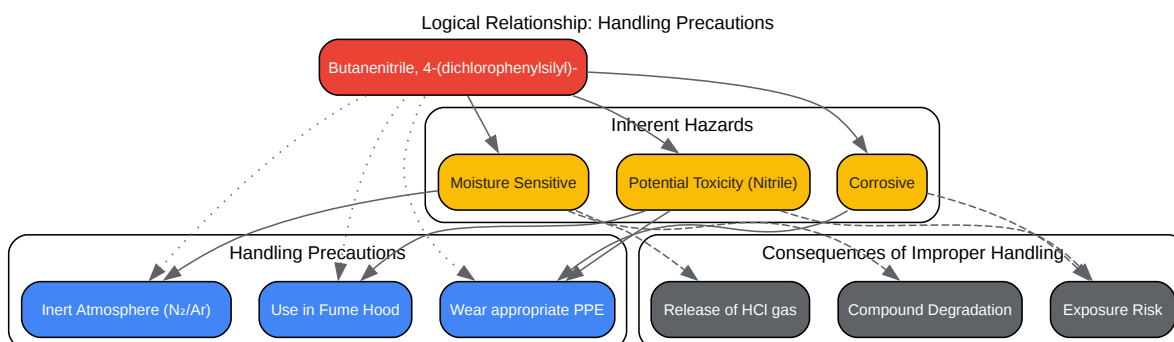 Logical Relationship: Handling Precautions
Butanenitrile, 4-(dichlorophenylsilyl)-
Inherent Hazards
Moisture Sensitive
Potential Toxicity (Nitrile)
Corrosive
Handling Precautions
Consequences of Improper Handling
Inert Atmosphere (N₂/Ar)
Use in Fume Hood
Wear appropriate PPE
Release of HCl gas
Compound Degradation
Exposure Risk